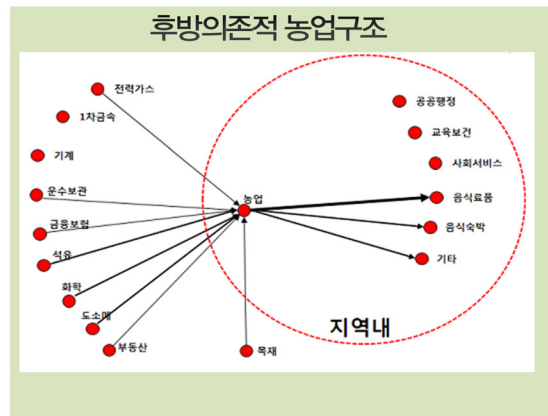 후방의존적 농업구조
전력가스
1차금속
기계
운수보관
금융보험
석유
화학
도소매
부동산
목재
농업
공공행정
교육보건
사회서비스
음식료품
음식숙박
기타
지역내